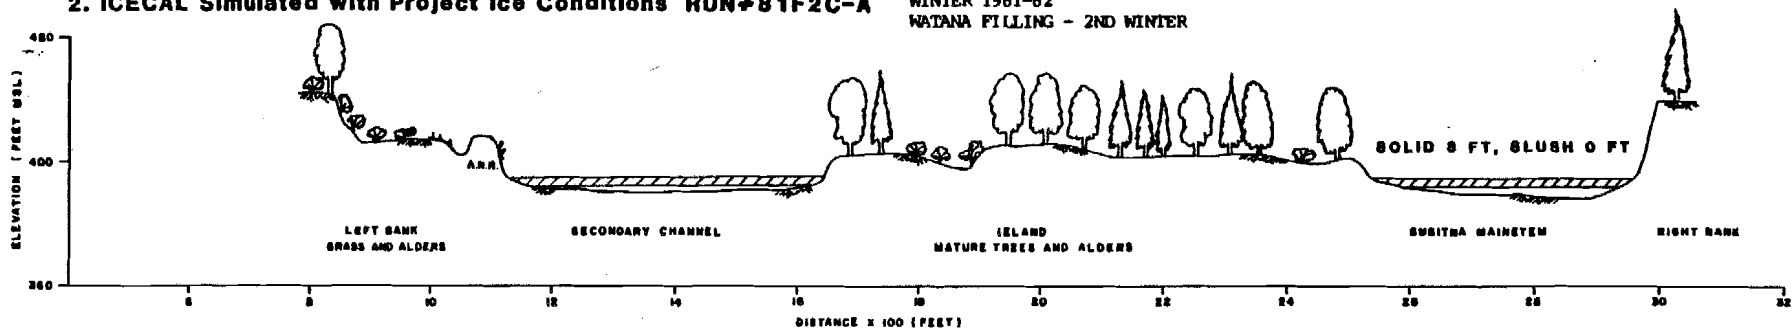 2. ICECAL Simulated with Project Ice Conditions RUN#81F2C-A
WINTER 1981-82
WATANA FILLING - 2ND WINTER
ELEVATION (FEET MSL)
400
A.R.R.
SOLID 3 FT, SLUSH 0 FT
LEFT BANK
GRASS AND ALDERS
SECONDARY CHANNEL
ISLAND
MATURE TREES AND ALDERS
SUSITNA MAINSTEM
RIGHT BANK
6 8 10 12 14 16 18 20 22 24 26 28 30 32
DISTANCE X 100 (FEET)